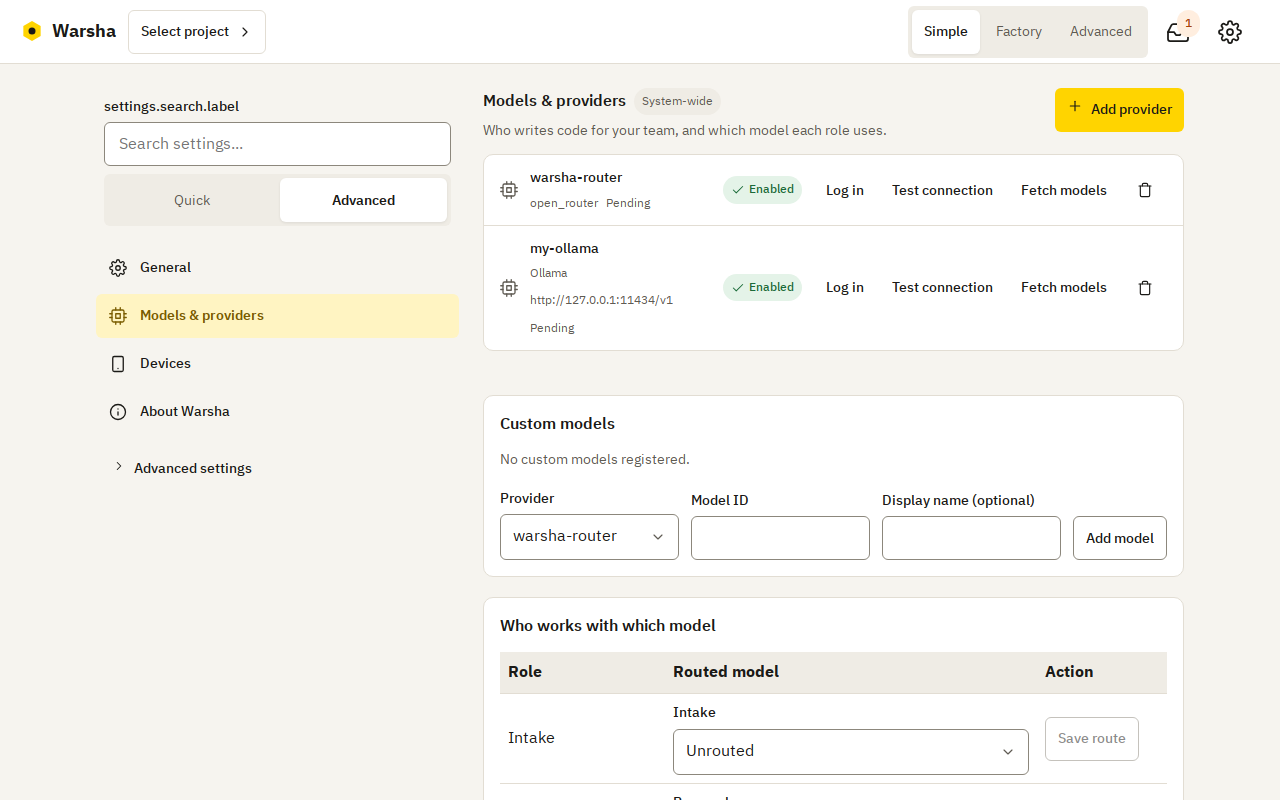 Warsha
Select project
Simple
Factory
Advanced
1
settings.search.label
Search settings...
Quick
Advanced
General
Models & providers
Devices
About Warsha
Advanced settings
Models & providers
System-wide
Who writes code for your team, and which model each role uses.
Add provider
warsha-router
open_router Pending
Enabled
Log in
Test connection
Fetch models
my-ollama
Ollama
http://127.0.0.1:11434/v1
Pending
Enabled
Log in
Test connection
Fetch models
Custom models
No custom models registered.
Provider
warsha-router
Model ID
Display name (optional)
Add model
Who works with which model
Role
Routed model
Action
Intake
Intake
Unrouted
Save route